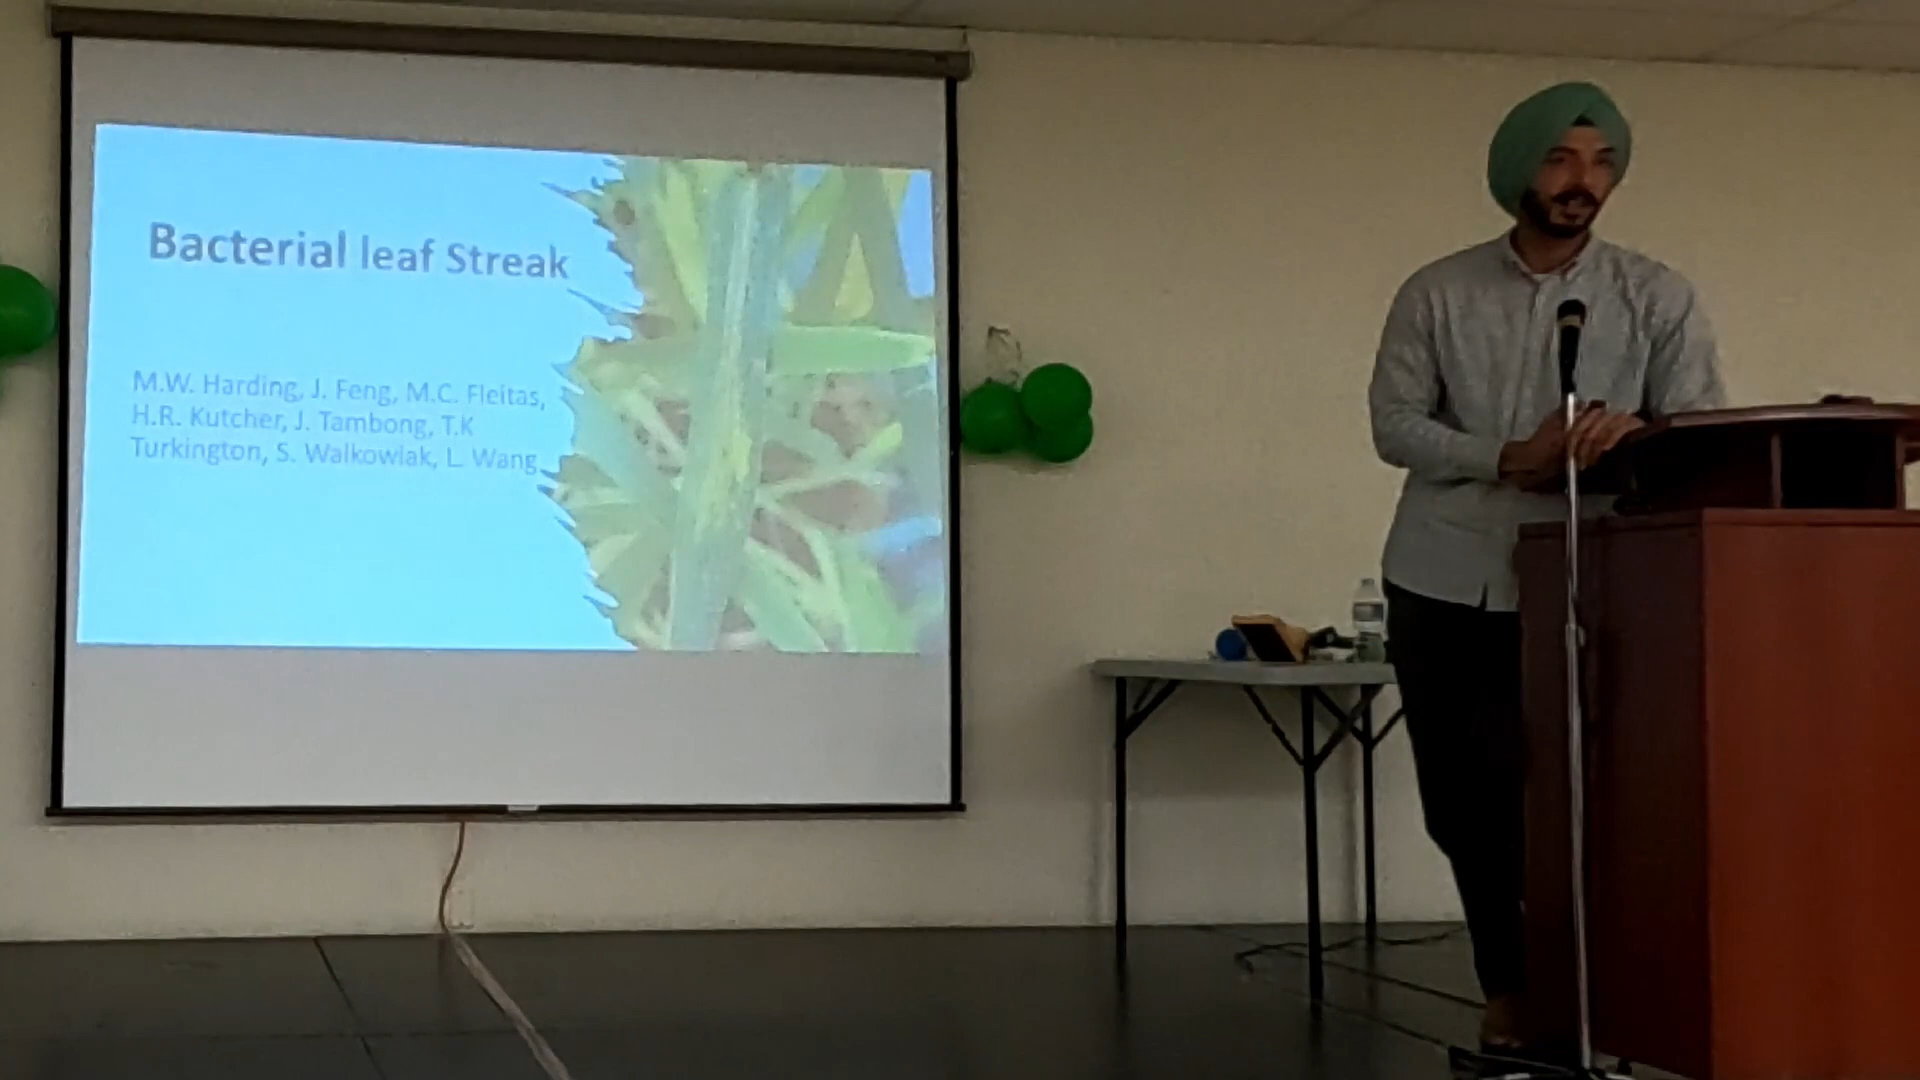 Bacterial leaf Streak
M.W. Harding, J. Feng, M.C. Fleitas,
H.R. Kutcher, J. Tambong, T.K
Turkington, S. Walkowiak, L. Wang